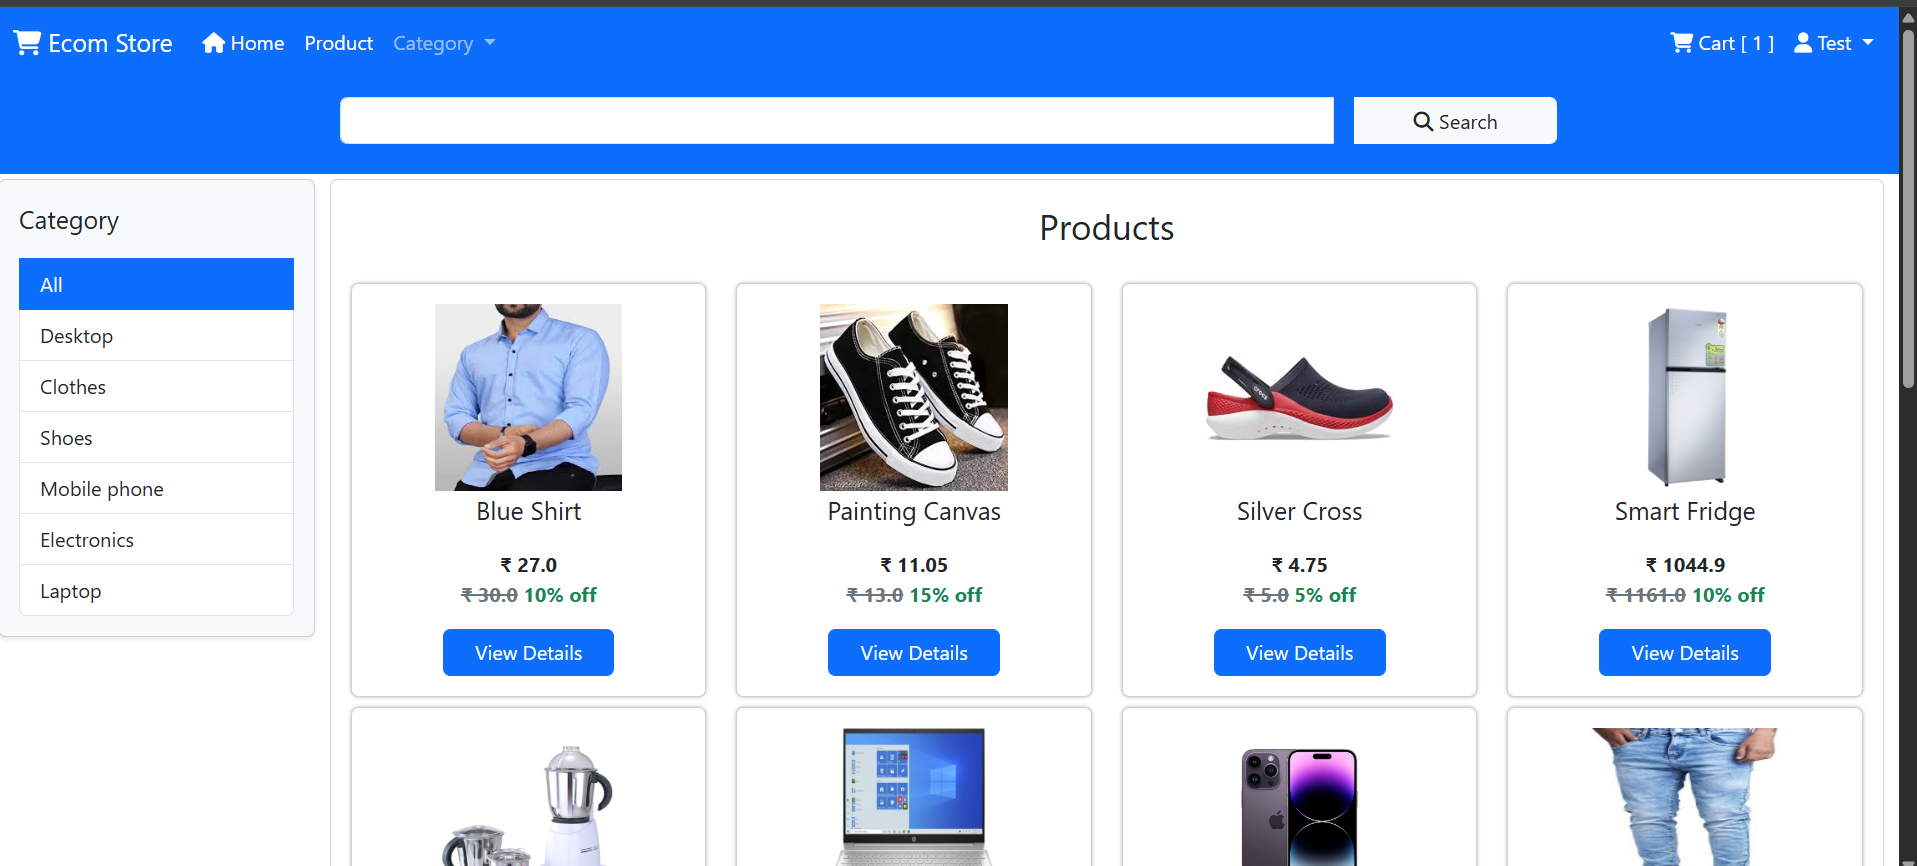 Ecom Store Home Product Category Cart [ 1 ] Test
Search
Category
All
Desktop
Clothes
Shoes
Mobile phone
Electronics
Laptop
Products
Blue Shirt
₹ 27.0
₹ 30.0 10% off
View Details
Painting Canvas
₹ 11.05
₹ 13.0 15% off
View Details
Silver Cross
₹ 4.75
₹ 5.0 5% off
View Details
Smart Fridge
₹ 1044.9
₹ 1161.0 10% off
View Details